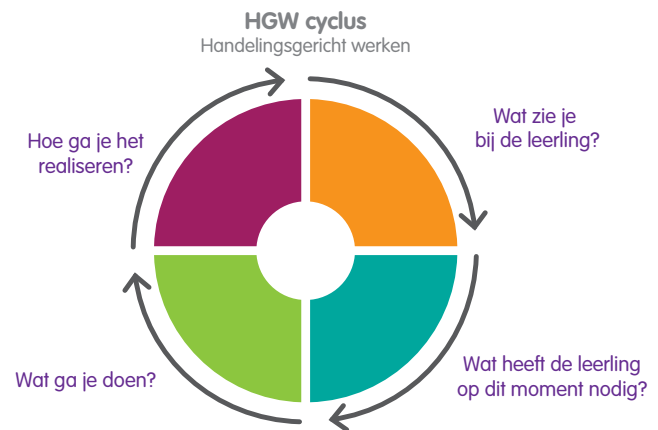 HGW cyclus
Handelingsgericht werken
Wat zie je
bij de leerling?
Wat heeft de leerling
op dit moment nodig?
Wat ga je doen?
Hoe ga je het
realiseren?